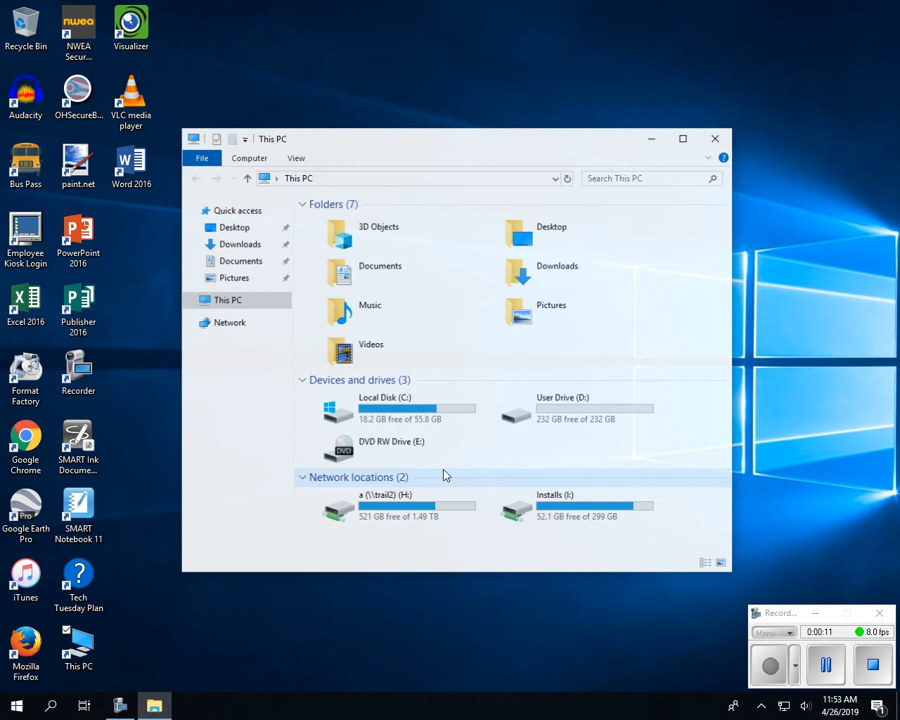 Recycle Bin
nwea
NWEA
Secur...
Visualizer
Audacity
OHSecureB...
VLC media
player
Bus Pass
paint.net
Word 2016
Employee
Kiosk Login
PowerPoint
2016
Excel 2016
Publisher
2016
Format
Factory
Recorder
Google
Chrome
SMART Ink
Docume...
Pro
Google Earth
Pro
SMART
Notebook 11
iTunes
Tech
Tuesday Plan
Mozilla
Firefox
This PC
This PC
File
Computer
View
This PC
Search This PC
Quick access
Desktop
Downloads
Documents
Pictures
This PC
Network
Folders (7)
3D Objects
Desktop
Documents
Downloads
Music
Pictures
Videos
Devices and drives (3)
Local Disk (C:)
18.2 GB free of 55.8 GB
User Drive (D:)
232 GB free of 232 GB
DVD
DVD RW Drive (E:)
Network locations (2)
a (\\trail2) (H:)
521 GB free of 1.49 TB
Installs (I:)
52.1 GB free of 299 GB
Record...
Menu
0:00:11
8.0 fps
11:53 AM
4/26/2019
1